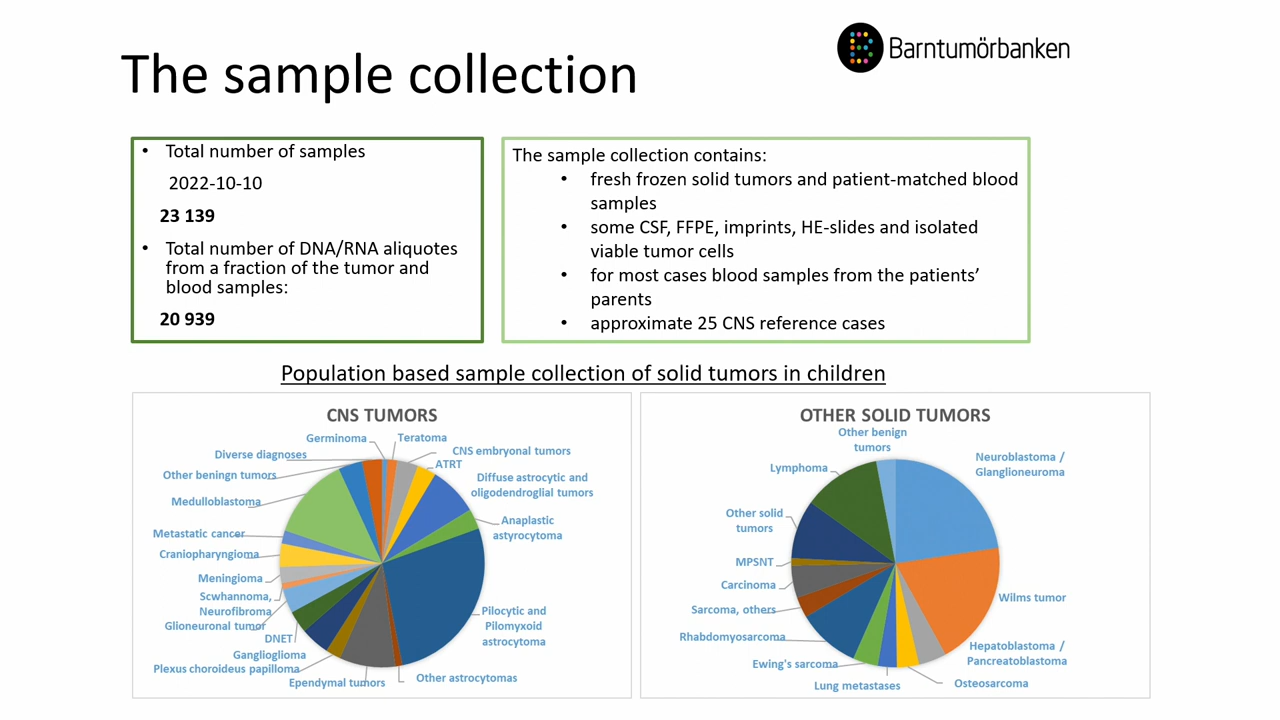 Barntumörbanken
The sample collection
• Total number of samples
2022-10-10
23 139
• Total number of DNA/RNA aliquotes
from a fraction of the tumor and
blood samples:
20 939
The sample collection contains:
• fresh frozen solid tumors and patient-matched blood
samples
• some CSF, FFPE, imprints, HE-slides and isolated
viable tumor cells
• for most cases blood samples from the patients’
parents
• approximate 25 CNS reference cases
Population based sample collection of solid tumors in children
CNS TUMORS
Germinoma
Teratoma
CNS embryonal tumors
ATRT
Diffuse astrocytic and
oligodendroglial tumors
Anaplastic
astyrocytoma
Pilocytic and
Pilomyxoid
astrocytoma
Other astrocytomas
Ependymal tumors
Plexus choroideus papilloma
Ganglioglioma
DNET
Glioneuronal tumor
Scwhannoma,
Neurofibroma
Meningioma
Craniopharyngioma
Metastatic cancer
Medulloblastoma
Other beningn tumors
Diverse diagnoses
OTHER SOLID TUMORS
Other benign
tumors
Neuroblastoma /
Glanglioneuroma
Wilms tumor
Hepatoblastoma /
Pancreatoblastoma
Osteosarcoma
Lung metastases
Ewing's sarcoma
Rhabdomyosarcoma
Sarcoma, others
Carcinoma
MPSNT
Other solid
tumors
Lymphoma